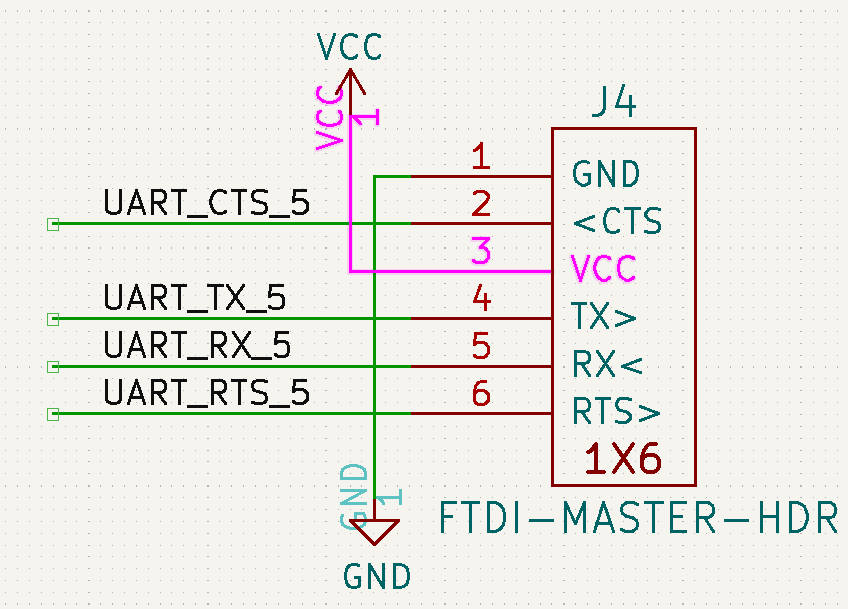 VCC
VCC
1
J4
1
GND
UART_CTS_5
2
<CTS
3
VCC
UART_TX_5
4
TX>
UART_RX_5
5
RX<
UART_RTS_5
6
RTS>
1X6
GND
1
FTDI-MASTER-HDR
GND